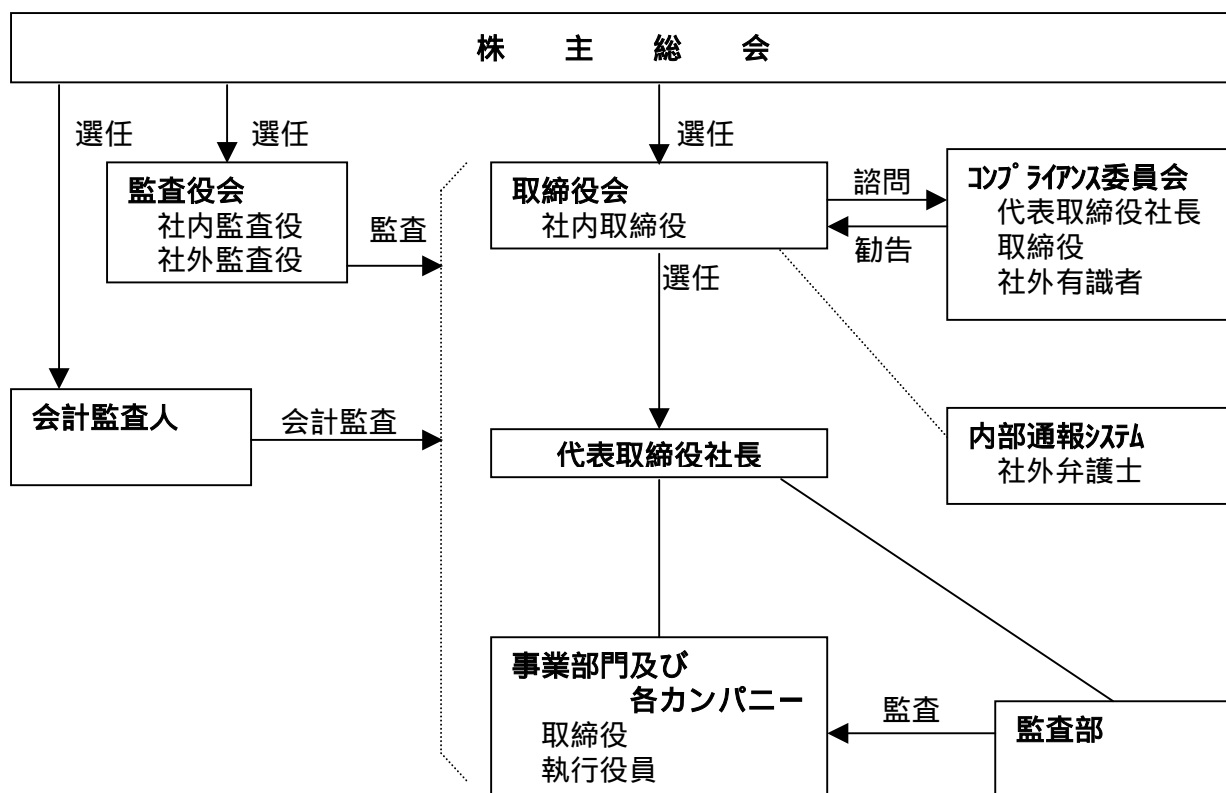 株主総会
選任
選任
選任
監査役会
社内監査役
社外監査役
監査
取締役会
社内取締役
諮問
勧告
コンプライアンス委員会
代表取締役社長
取締役
社外有識者
選任
会計監査人
会計監査
代表取締役社長
内部通報システム
社外弁護士
事業部門及び
各カンパニー
取締役
執行役員
監査
監査部